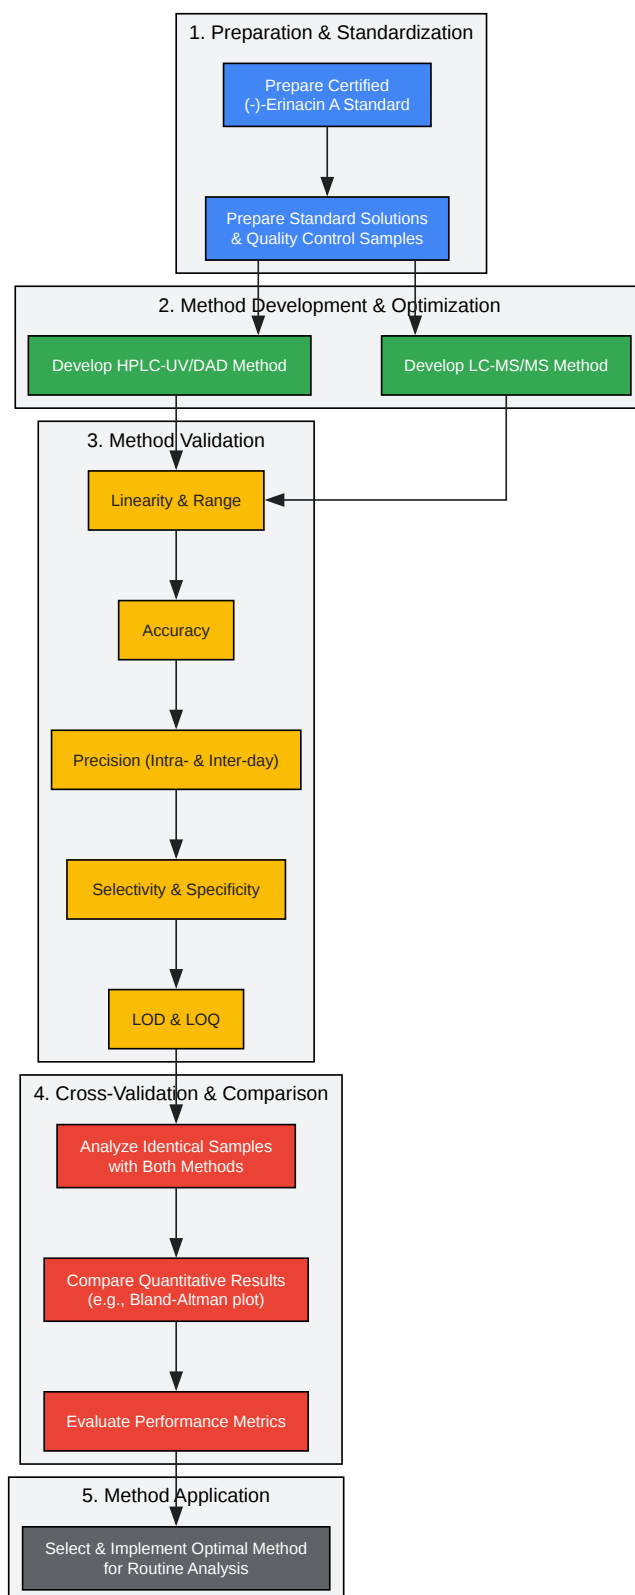 1. Preparation & Standardization
Prepare Certified
(-)-Erinacin A Standard
Prepare Standard Solutions
& Quality Control Samples
2. Method Development & Optimization
Develop HPLC-UV/DAD Method
Develop LC-MS/MS Method
3. Method Validation
Linearity & Range
Accuracy
Precision (Intra- & Inter-day)
Selectivity & Specificity
LOD & LOQ
4. Cross-Validation & Comparison
Analyze Identical Samples
with Both Methods
Compare Quantitative Results
(e.g., Bland-Altman plot)
Evaluate Performance Metrics
5. Method Application
Select & Implement Optimal Method
for Routine Analysis